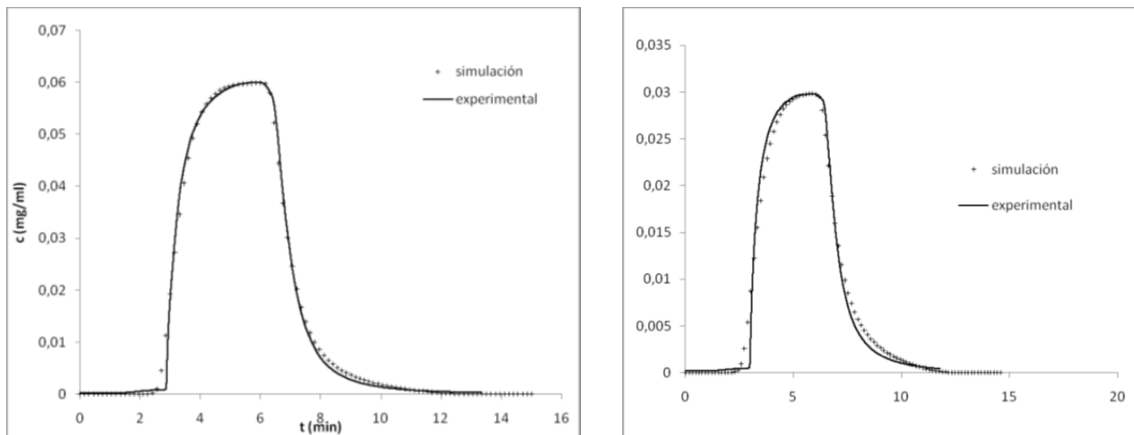 0,07
0,06
0,05
0,04
0,03
0,02
0,01
0
c (mg/ml)
simulación
experimental
0 2 4 6 8 10 12 14 16
t (min)
0,035
0,03
0,025
0,02
0,015
0,01
0,005
0
simulación
experimental
0 5 10 15 20